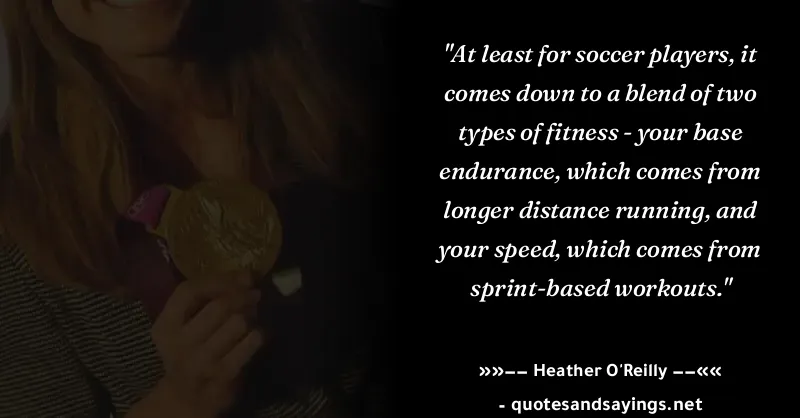 "At least for soccer players, it
comes down to a blend of two
types of fitness - your base
endurance, which comes from
longer distance running, and
your speed, which comes from
sprint-based workouts."
»»−− Heather O'Reilly −−««
- quotesandsayings.net